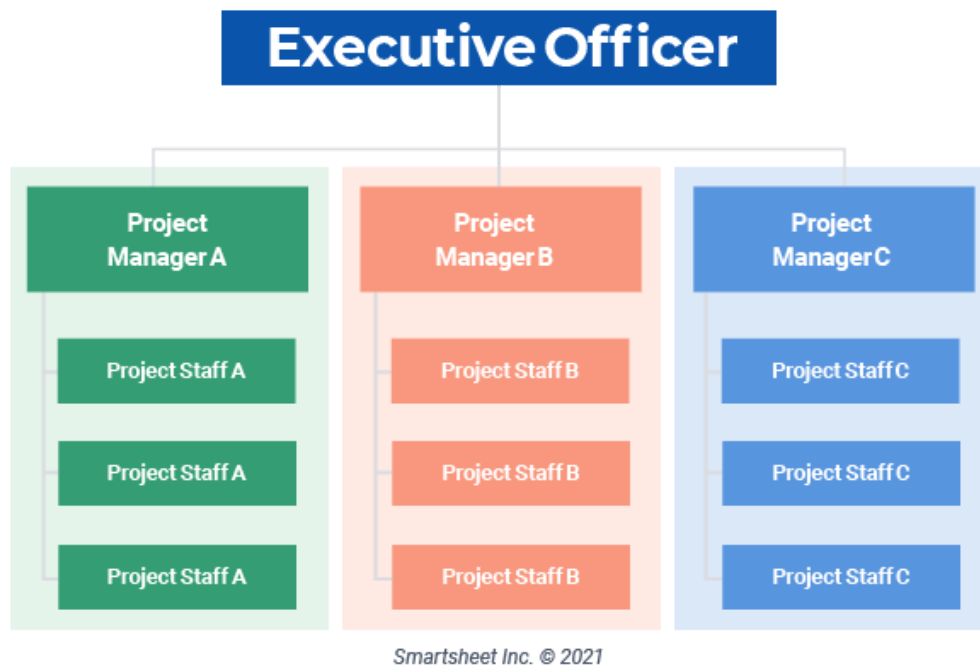 Executive Officer
Project
Manager A
Project Staff A
Project Staff A
Project Staff A
Project
Manager B
Project Staff B
Project Staff B
Project Staff B
Project
Manager C
Project Staff C
Project Staff C
Project Staff C
Smartsheet Inc. © 2021